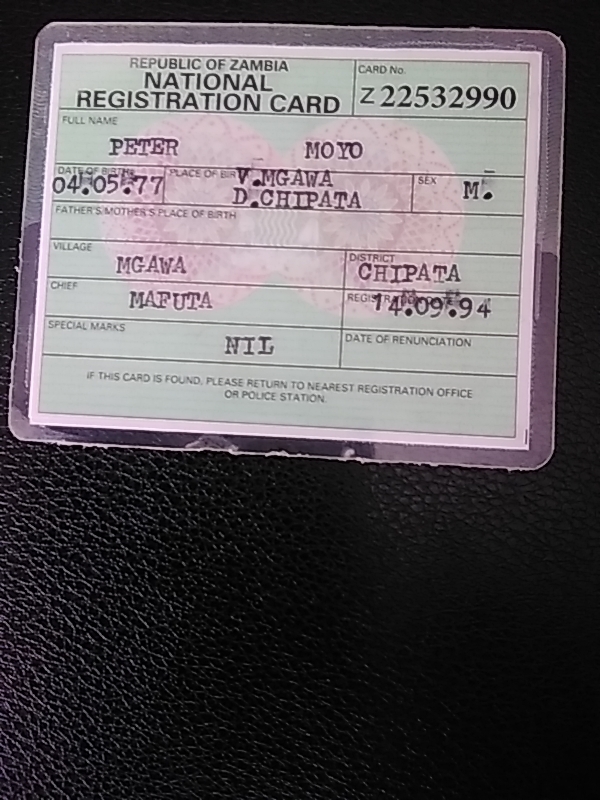 REPUBLIC OF ZAMBIA
NATIONAL
REGISTRATION CARD
CARD No.
Z 22532990
FULL NAME
PETER MOYO
DATE OF BIRTH
04.05.77
PLACE OF BIR
V.MGAWA
D.CHIPATA
SEX
M.
FATHER'S/MOTHER'S PLACE OF BIRTH
VILLAGE
MGAWA
DISTRICT
CHIPATA
CHIEF
MAFUTA
14.09.94
SPECIAL MARKS
NIL
DATE OF RENUNCIATION
IF THIS CARD IS FOUND, PLEASE RETURN TO NEAREST REGISTRATION OFFICE
OR POLICE STATION.